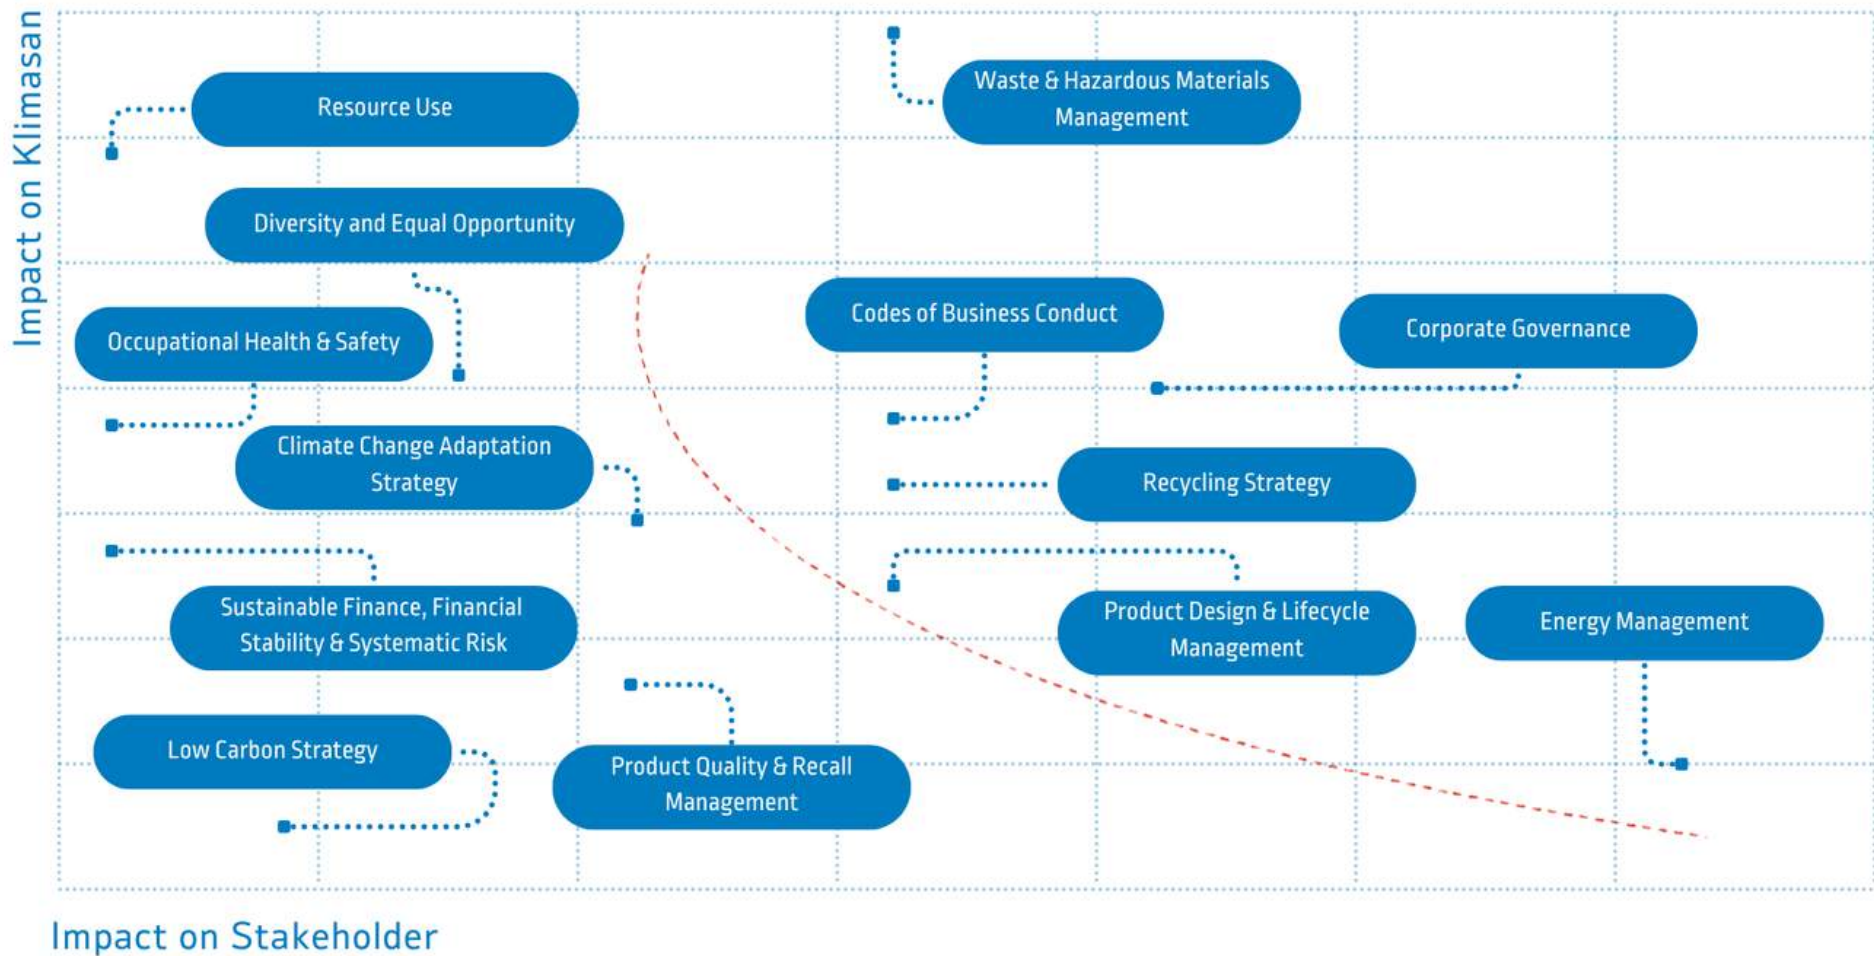 Impact on Klimasan
Resource Use
Waste & Hazardous Materials
Management
Diversity and Equal Opportunity
Occupational Health & Safety
Codes of Business Conduct
Corporate Governance
Climate Change Adaptation
Strategy
Recycling Strategy
Sustainable Finance, Financial
Stability & Systematic Risk
Product Design & Lifecycle
Management
Energy Management
Low Carbon Strategy
Product Quality & Recall
Management
Impact on Stakeholder